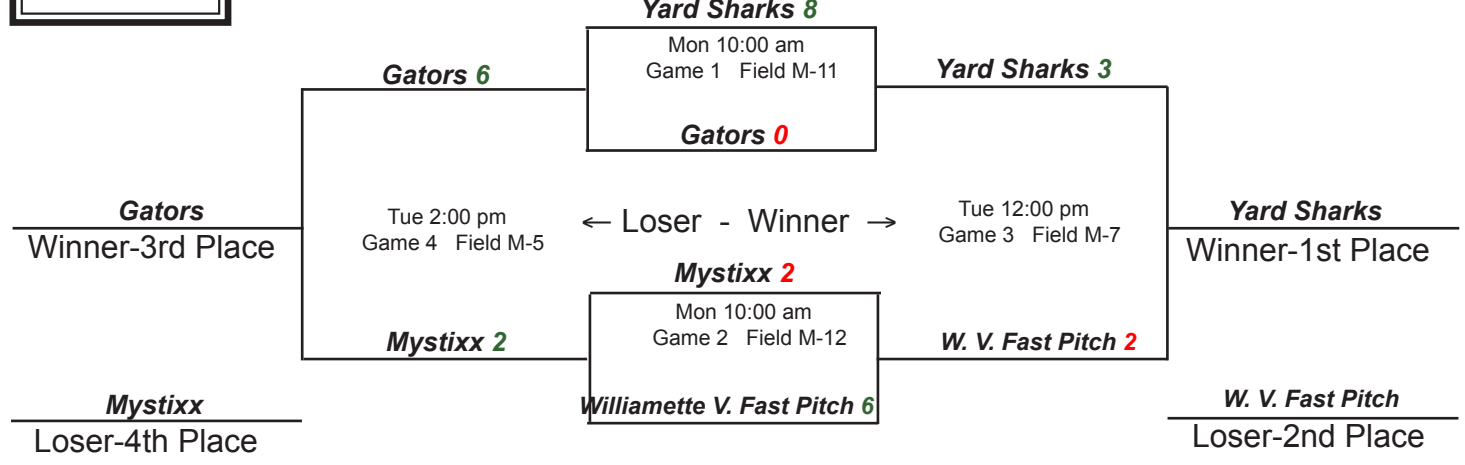 Yard Sharks 8
Mon 10:00 am
Game 1 Field M-11
Gators 6
Yard Sharks 3
Gators 0
Gators
Winner-3rd Place
Tue 2:00 pm
Game 4 Field M-5
← Loser - Winner →
Tue 12:00 pm
Game 3 Field M-7
Yard Sharks
Winner-1st Place
Mystixx 2
Mon 10:00 am
Game 2 Field M-12
Mystixx 2
W. V. Fast Pitch 2
Williamette V. Fast Pitch 6
Mystixx
Loser-4th Place
W. V. Fast Pitch
Loser-2nd Place